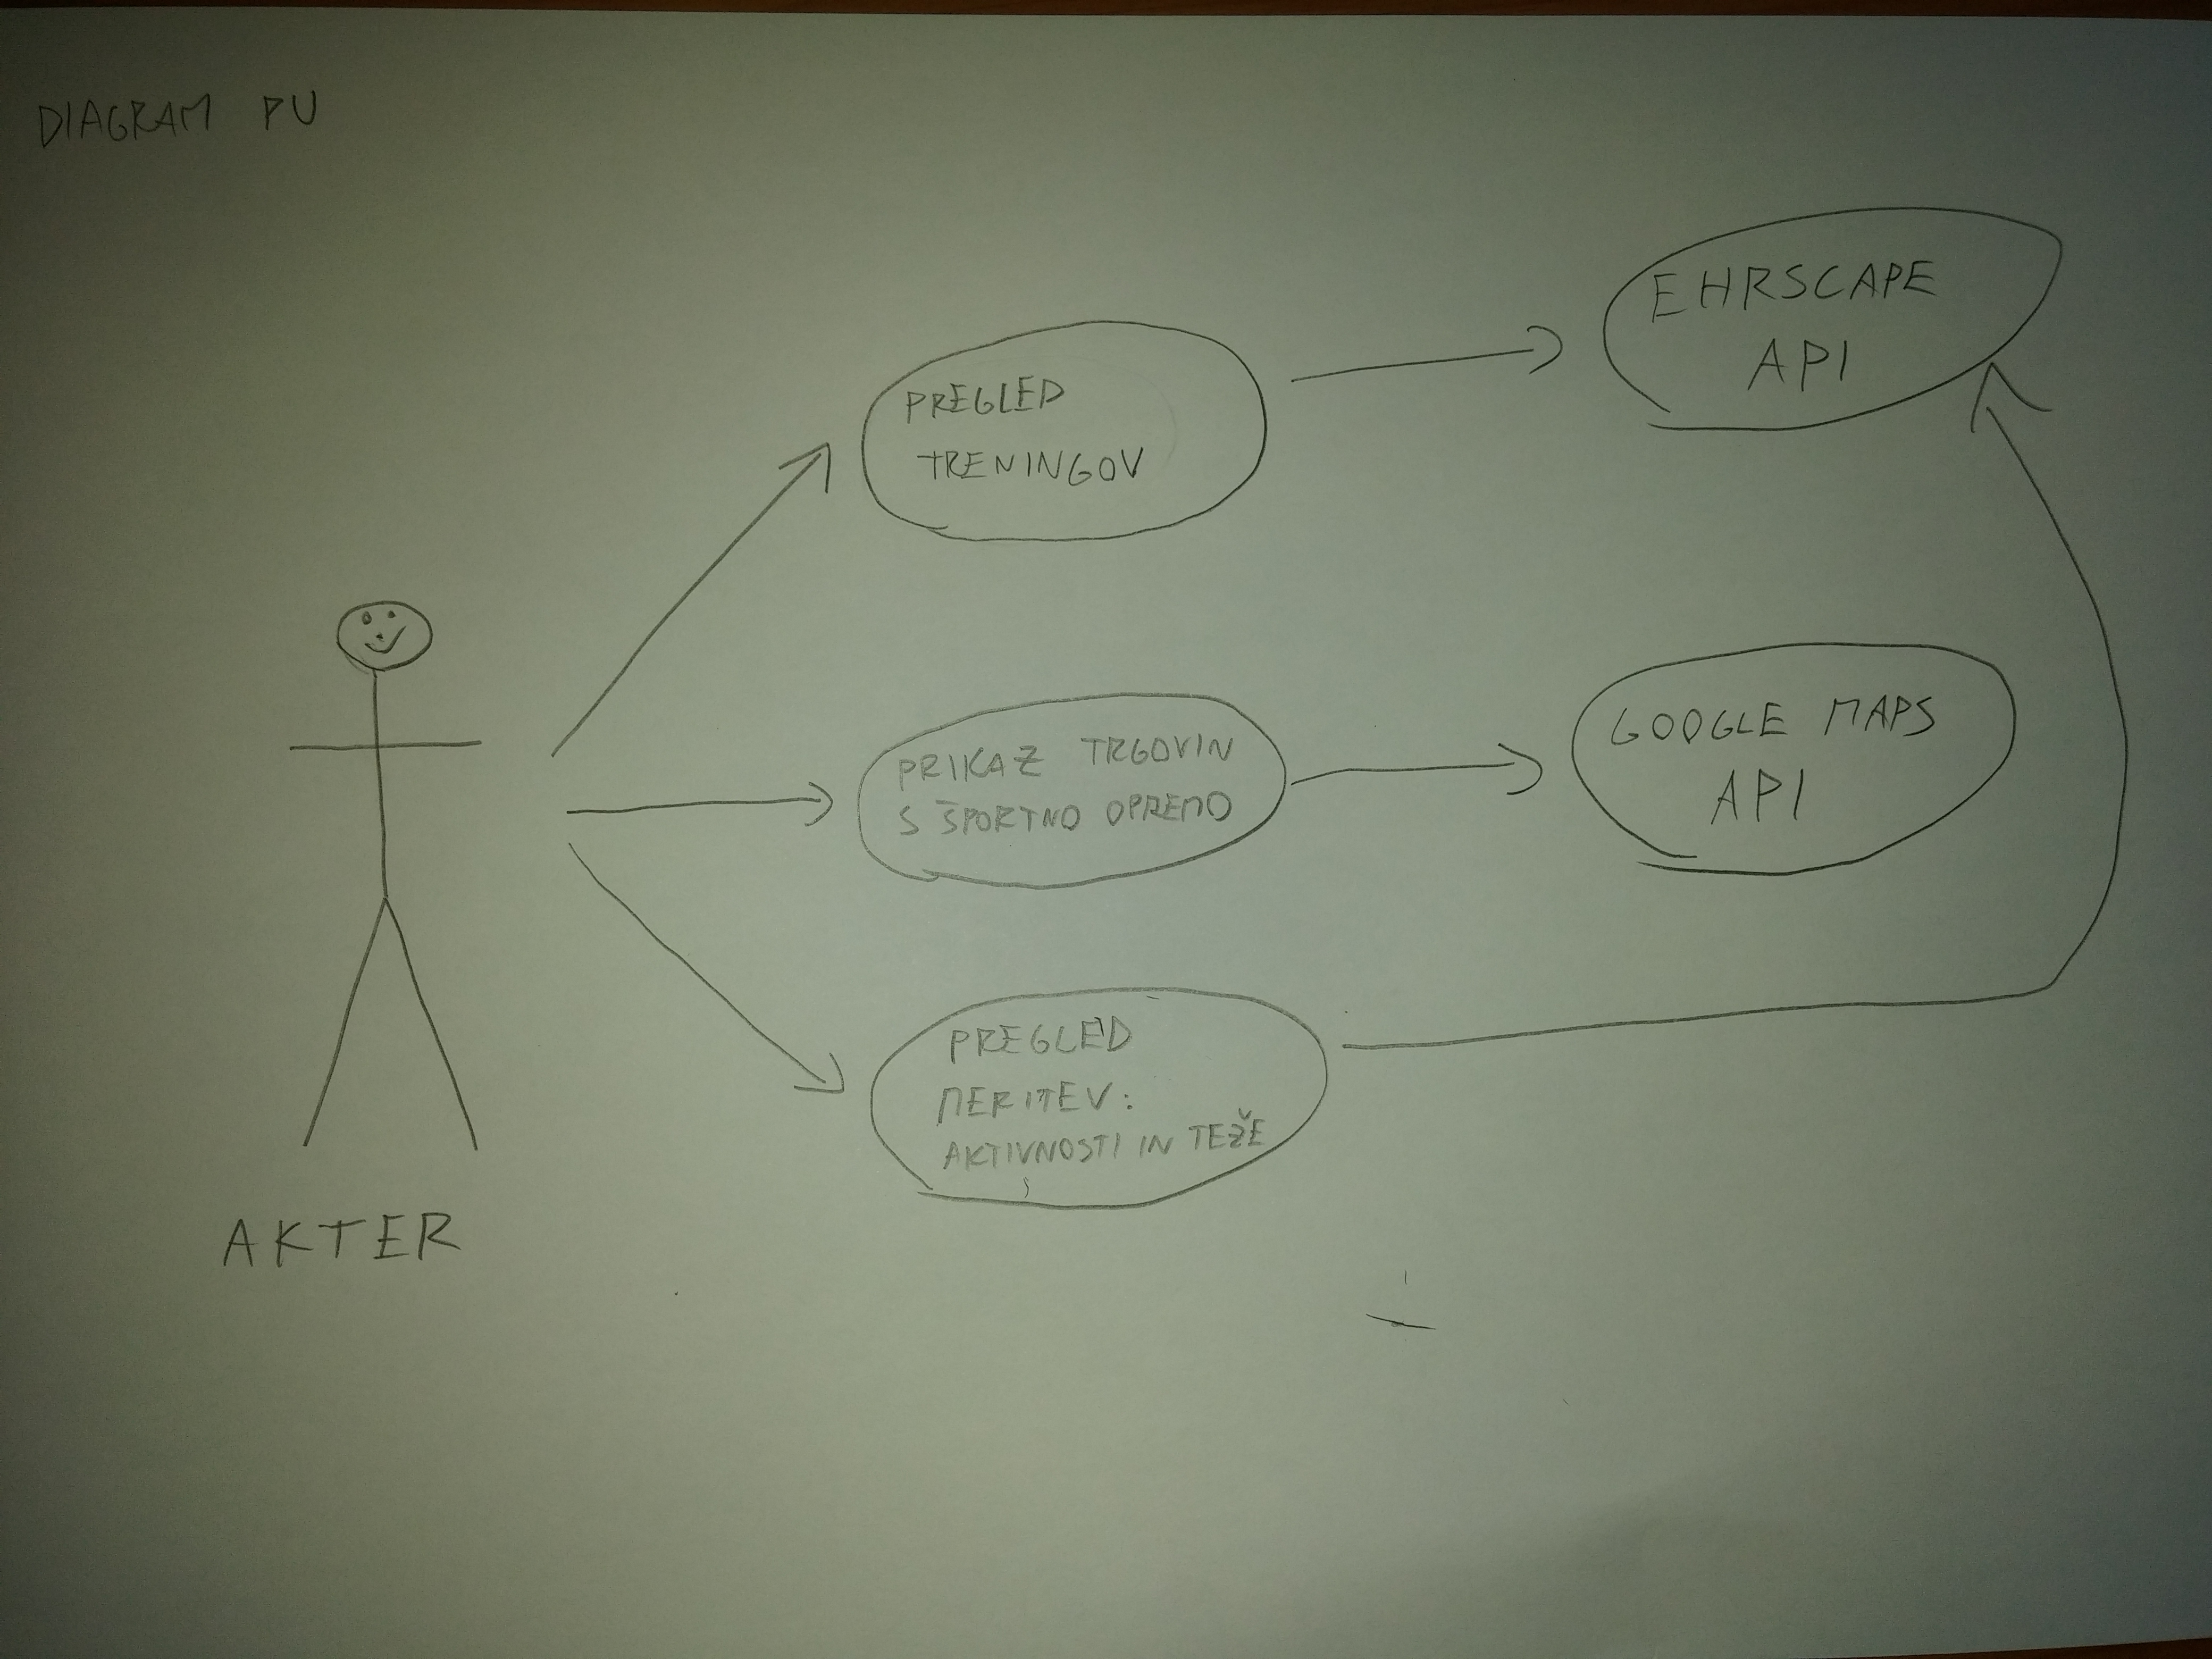 DIAGRAM PU
EHRSCAPE
API
PREGLED
TRENINGOV
GOOGLE MAPS
API
PRIKAZ TRGOVIN
S ŠPORTNO OPREMO
PREGLED
MERITEV:
AKTIVNOSTI IN TEŽE
AKTER